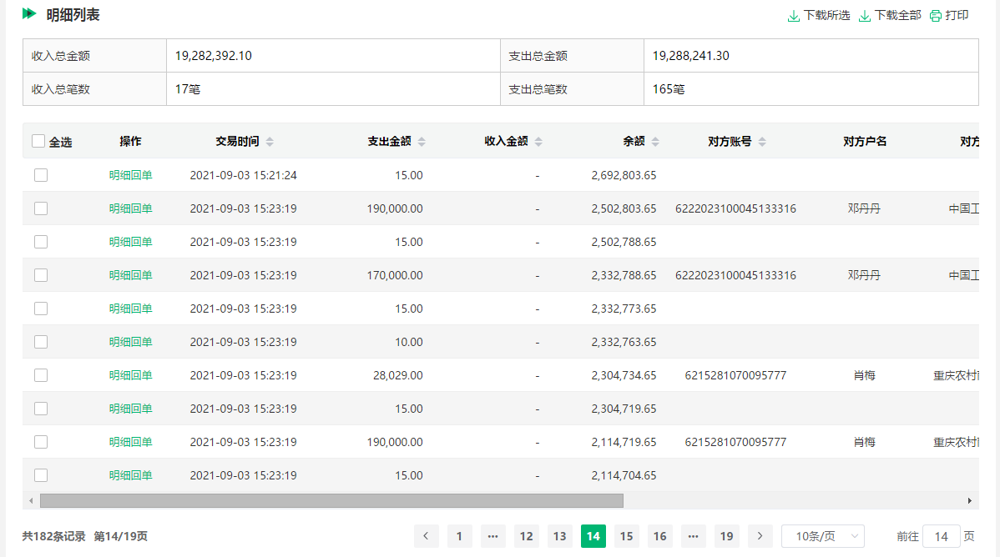 明细列表 下载所选 下载全部 打印
收入总金额 19,282,392.10 支出总金额 19,288,241.30
收入总笔数 17笔 支出总笔数 165笔
全选 操作 交易时间 支出金额 收入金额 余额 对方账号 对方户名 对方
明细回单 2021-09-03 15:21:24 15.00 - 2,692,803.65
明细回单 2021-09-03 15:23:19 190,000.00 - 2,502,803.65 6222023100045133316 邓丹丹 中国工
明细回单 2021-09-03 15:23:19 15.00 - 2,502,788.65
明细回单 2021-09-03 15:23:19 170,000.00 - 2,332,788.65 6222023100045133316 邓丹丹 中国工
明细回单 2021-09-03 15:23:19 15.00 - 2,332,773.65
明细回单 2021-09-03 15:23:19 10.00 - 2,332,763.65
明细回单 2021-09-03 15:23:19 28,029.00 - 2,304,734.65 6215281070095777 肖梅 重庆农村
明细回单 2021-09-03 15:23:19 15.00 - 2,304,719.65
明细回单 2021-09-03 15:23:19 190,000.00 - 2,114,719.65 6215281070095777 肖梅 重庆农村
明细回单 2021-09-03 15:23:19 15.00 - 2,114,704.65
共182条记录 第14/19页 1 ... 12 13 14 15 16 ... 19 10条/页 前往 14 页